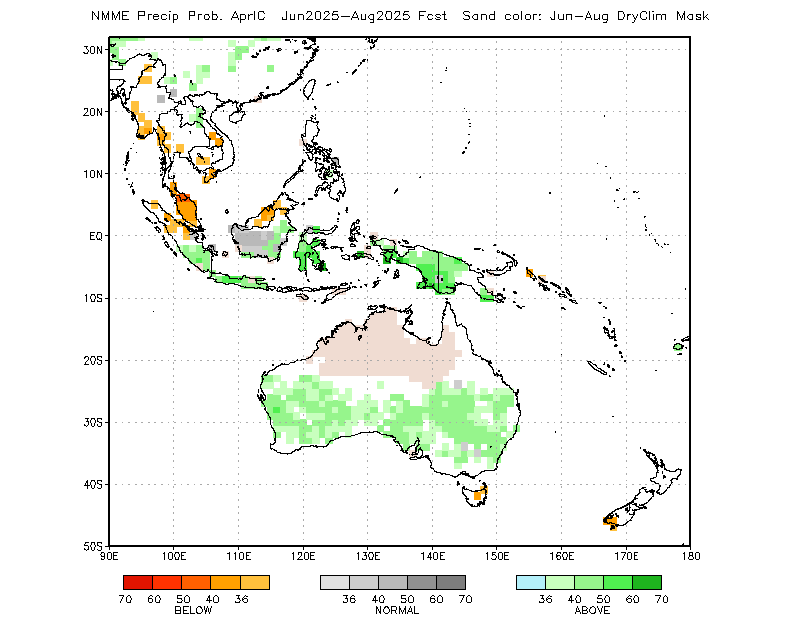 NMME Precip Prob. AprIC Jun2025-Aug2025 Fcst Sand color: Jun-Aug DryClim Mask
30N
20N
10N
EQ
10S
20S
30S
40S
50S
90E 100E 110E 120E 130E 140E 150E 160E 170E 180
70 60 50 40 36 36 40 50 60 70 36 40 50 60 70
BELOW NORMAL ABOVE